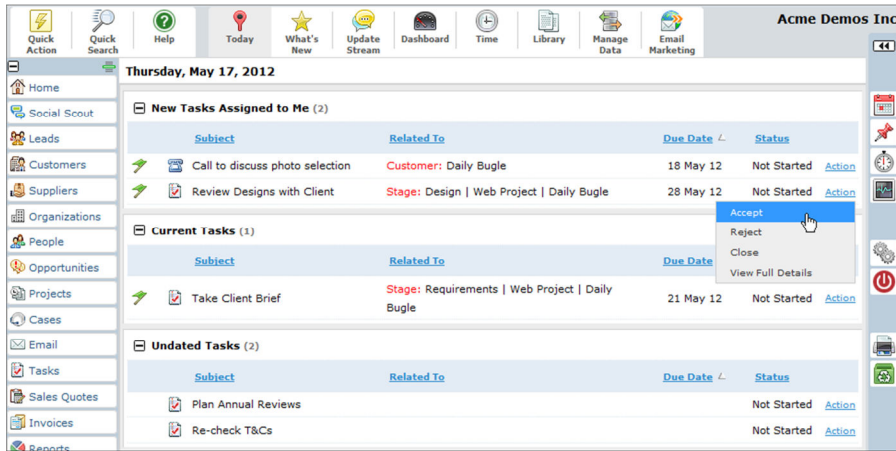 Acme Demos Inc
Quick Action
Quick Search
Help
Today
What's New
Update Stream
Dashboard
Time
Library
Manage Data
Email Marketing
Thursday, May 17, 2012
Home
Social Scout
Leads
Customers
Suppliers
Organizations
People
Opportunities
Projects
Cases
Email
Tasks
Sales Quotes
Invoices
Reports
New Tasks Assigned to Me (2)
Subject Related To Due Date Status
Call to discuss photo selection Customer: Daily Bugle 18 May 12 Not Started Action
Review Designs with Client Stage: Design | Web Project | Daily Bugle 28 May 12 Not Started Action
Accept
Reject
Close
View Full Details
Current Tasks (1)
Subject Related To Due Date
Take Client Brief Stage: Requirements | Web Project | Daily Bugle 21 May 12 Not Started Action
Undated Tasks (2)
Subject Related To Due Date Status
Plan Annual Reviews Not Started Action
Re-check T&Cs Not Started Action